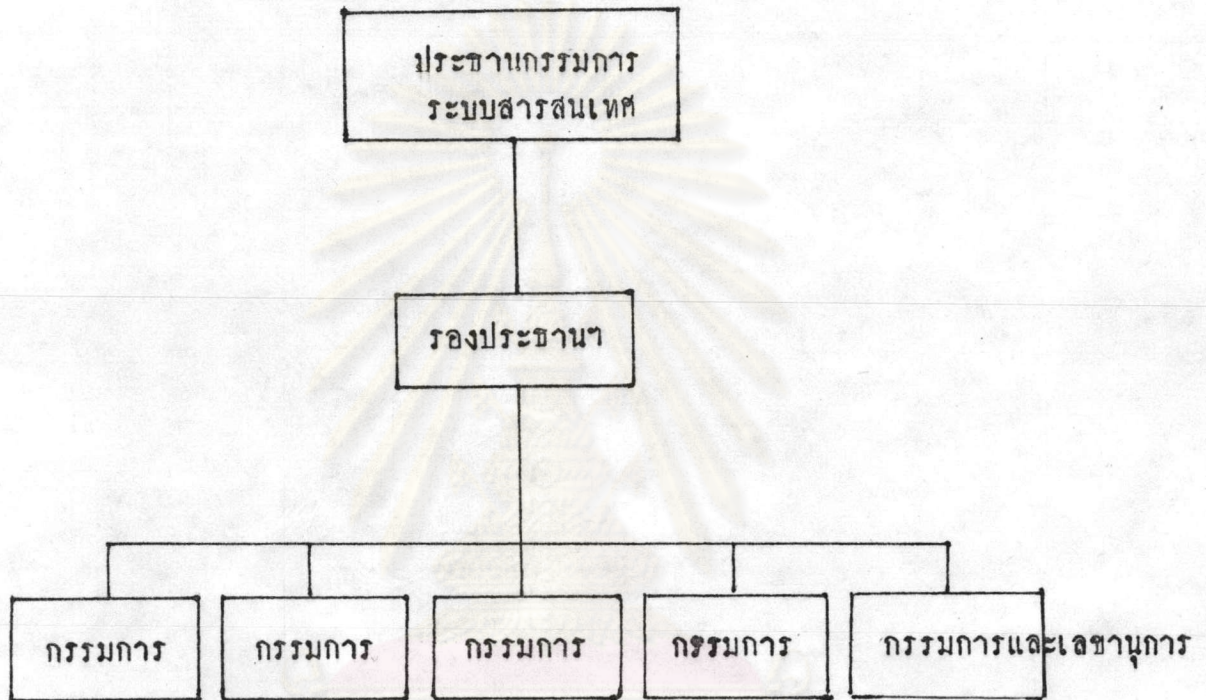 ประธานกรรมการ
ระบบสารสนเทศ
รองประธานฯ
กรรมการ
กรรมการ
กรรมการ
กรรมการ
กรรมการและเลขานุการ